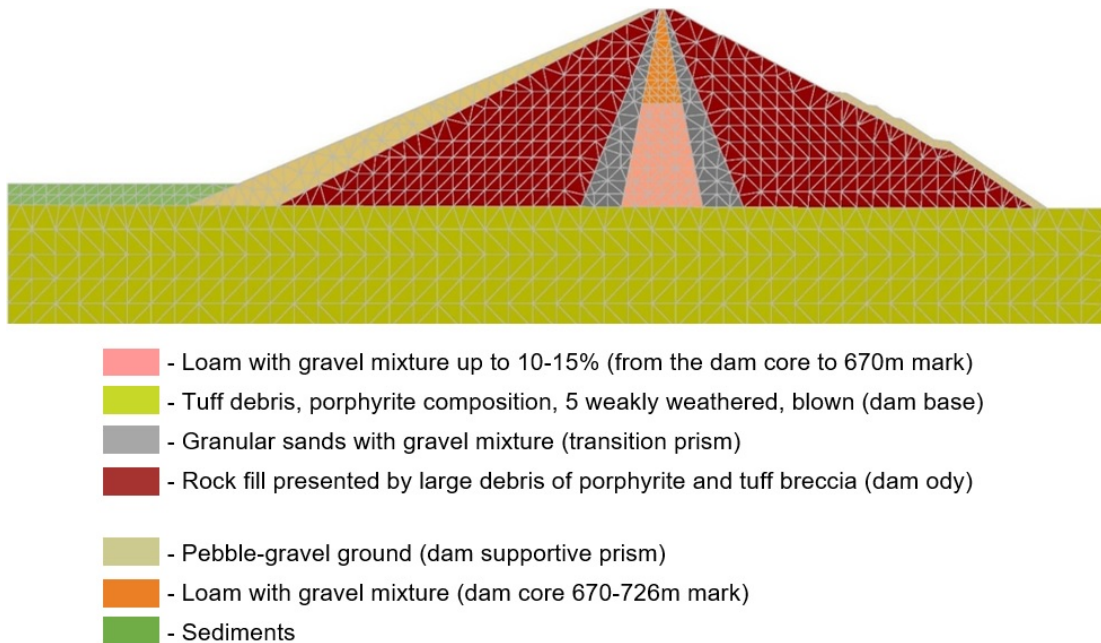 - Loam with gravel mixture up to 10-15% (from the dam core to 670m mark)
- Tuff debris, porphyrite composition, 5 weakly weathered, blown (dam base)
- Granular sands with gravel mixture (transition prism)
- Rock fill presented by large debris of porphyrite and tuff breccia (dam ody)
- Pebble-gravel ground (dam supportive prism)
- Loam with gravel mixture (dam core 670-726m mark)
- Sediments